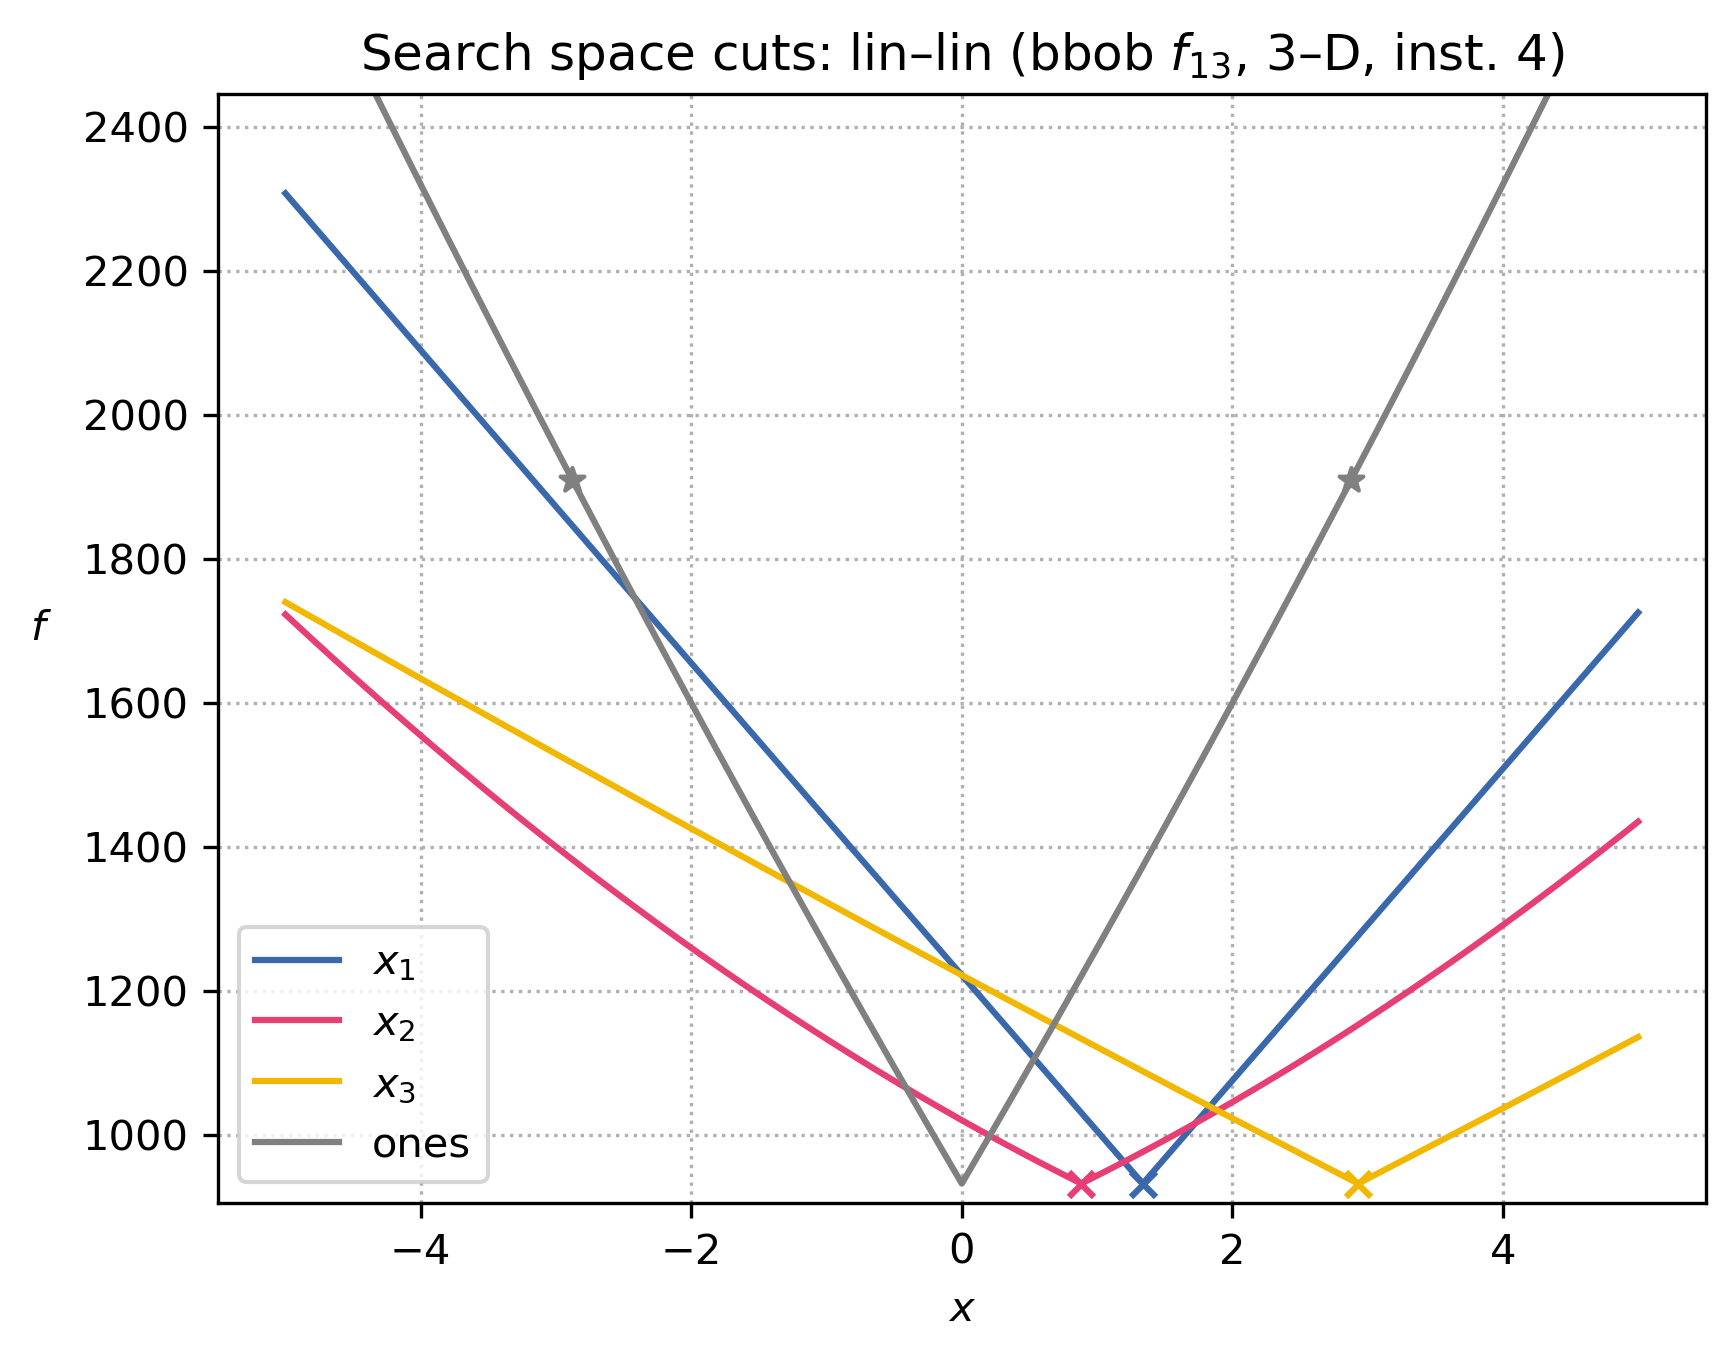 Search space cuts: lin–lin (bbob f₁₃, 3–D, inst. 4)
2400
2200
2000
1800
1600
1400
1200
1000
f
x₁
x₂
x₃
ones
−4
−2
0
2
4
x